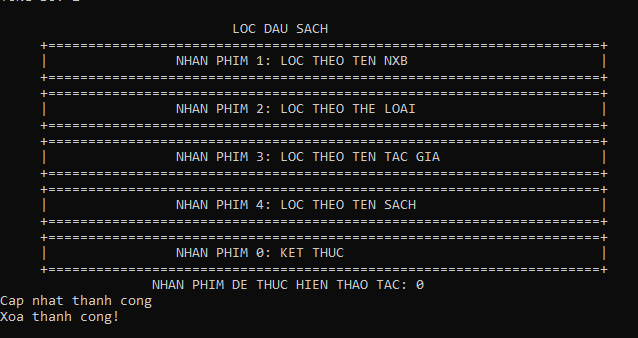 LOC DAU SACH
+=====================================================================+
| NHAN PHIM 1: LOC THEO TEN NXB |
+=====================================================================+
+=====================================================================+
| NHAN PHIM 2: LOC THEO THE LOAI |
+=====================================================================+
+=====================================================================+
| NHAN PHIM 3: LOC THEO TEN TAC GIA |
+=====================================================================+
+=====================================================================+
| NHAN PHIM 4: LOC THEO TEN SACH |
+=====================================================================+
+=====================================================================+
| NHAN PHIM 0: KET THUC |
+=====================================================================+
NHAN PHIM DE THUC HIEN THAO TAC: 0
Cap nhat thanh cong
Xoa thanh cong!